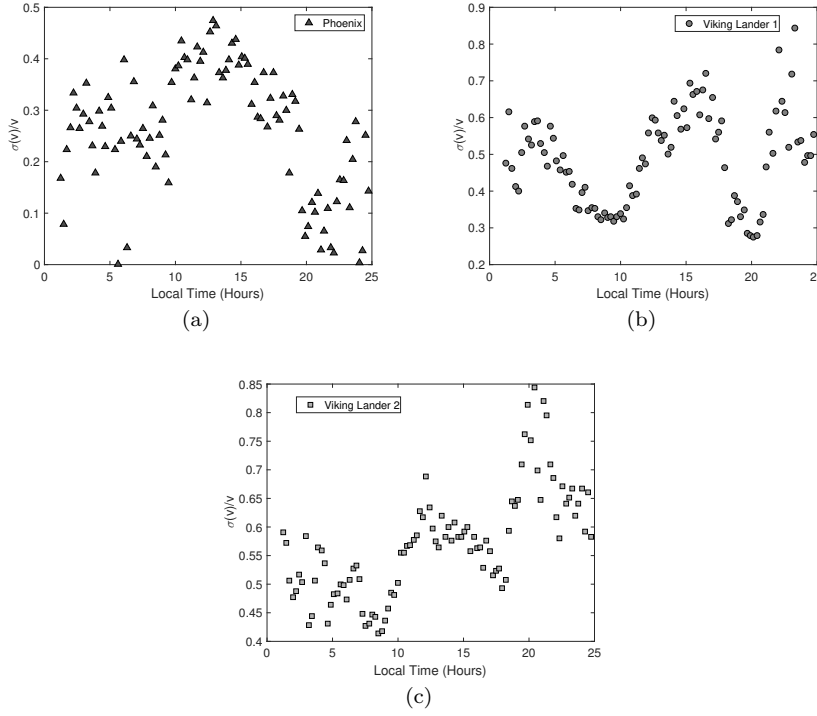 0.5
0.4
0.3
0.2
0.1
0
σ(v)/v
Phoenix
0 5 10 15 20 25
Local Time (Hours)
(a)
0.9
0.8
0.7
0.6
0.5
0.4
0.3
0.2
σ(v)/v
Viking Lander 1
0 5 10 15 20 25
Local Time (Hours)
(b)
0.85
0.8
0.75
0.7
0.65
0.6
0.55
0.5
0.45
0.4
σ(v)/v
Viking Lander 2
0 5 10 15 20 25
Local Time (Hours)
(c)